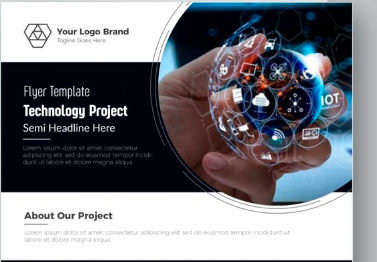 Your Logo Brand
Tagline Goes Here
IOT
Flyer Template
Technology Project
Semi Headline Here
Lorem ipsum dolor sit amet, consectetur
adipiscing elit, sed do eiusmod tempor incidi-
dunt ut labore et dolore magna aliqua.
About Our Project
Lorem ipsum dolor sit amet, consectetur adipiscing elit, sed do eiusmod tempor incididunt ut
labore et dolore magna aliqua.